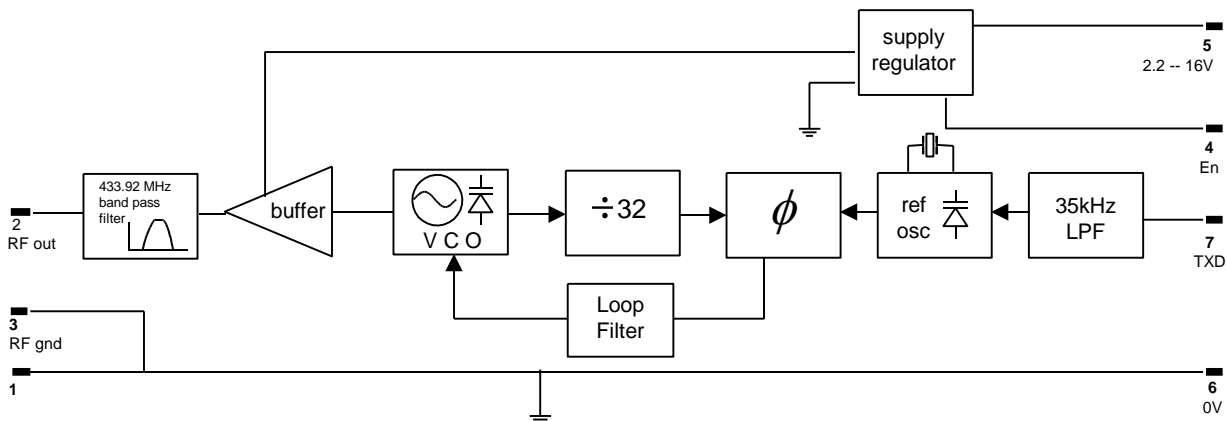 supply
regulator
5
2.2 -- 16V
4
En
433.92 MHz
band pass
filter
2
RF out
buffer
V C O
÷32
ϕ
ref
osc
35kHz
LPF
7
TXD
Loop
Filter
3
RF gnd
1
6
0V